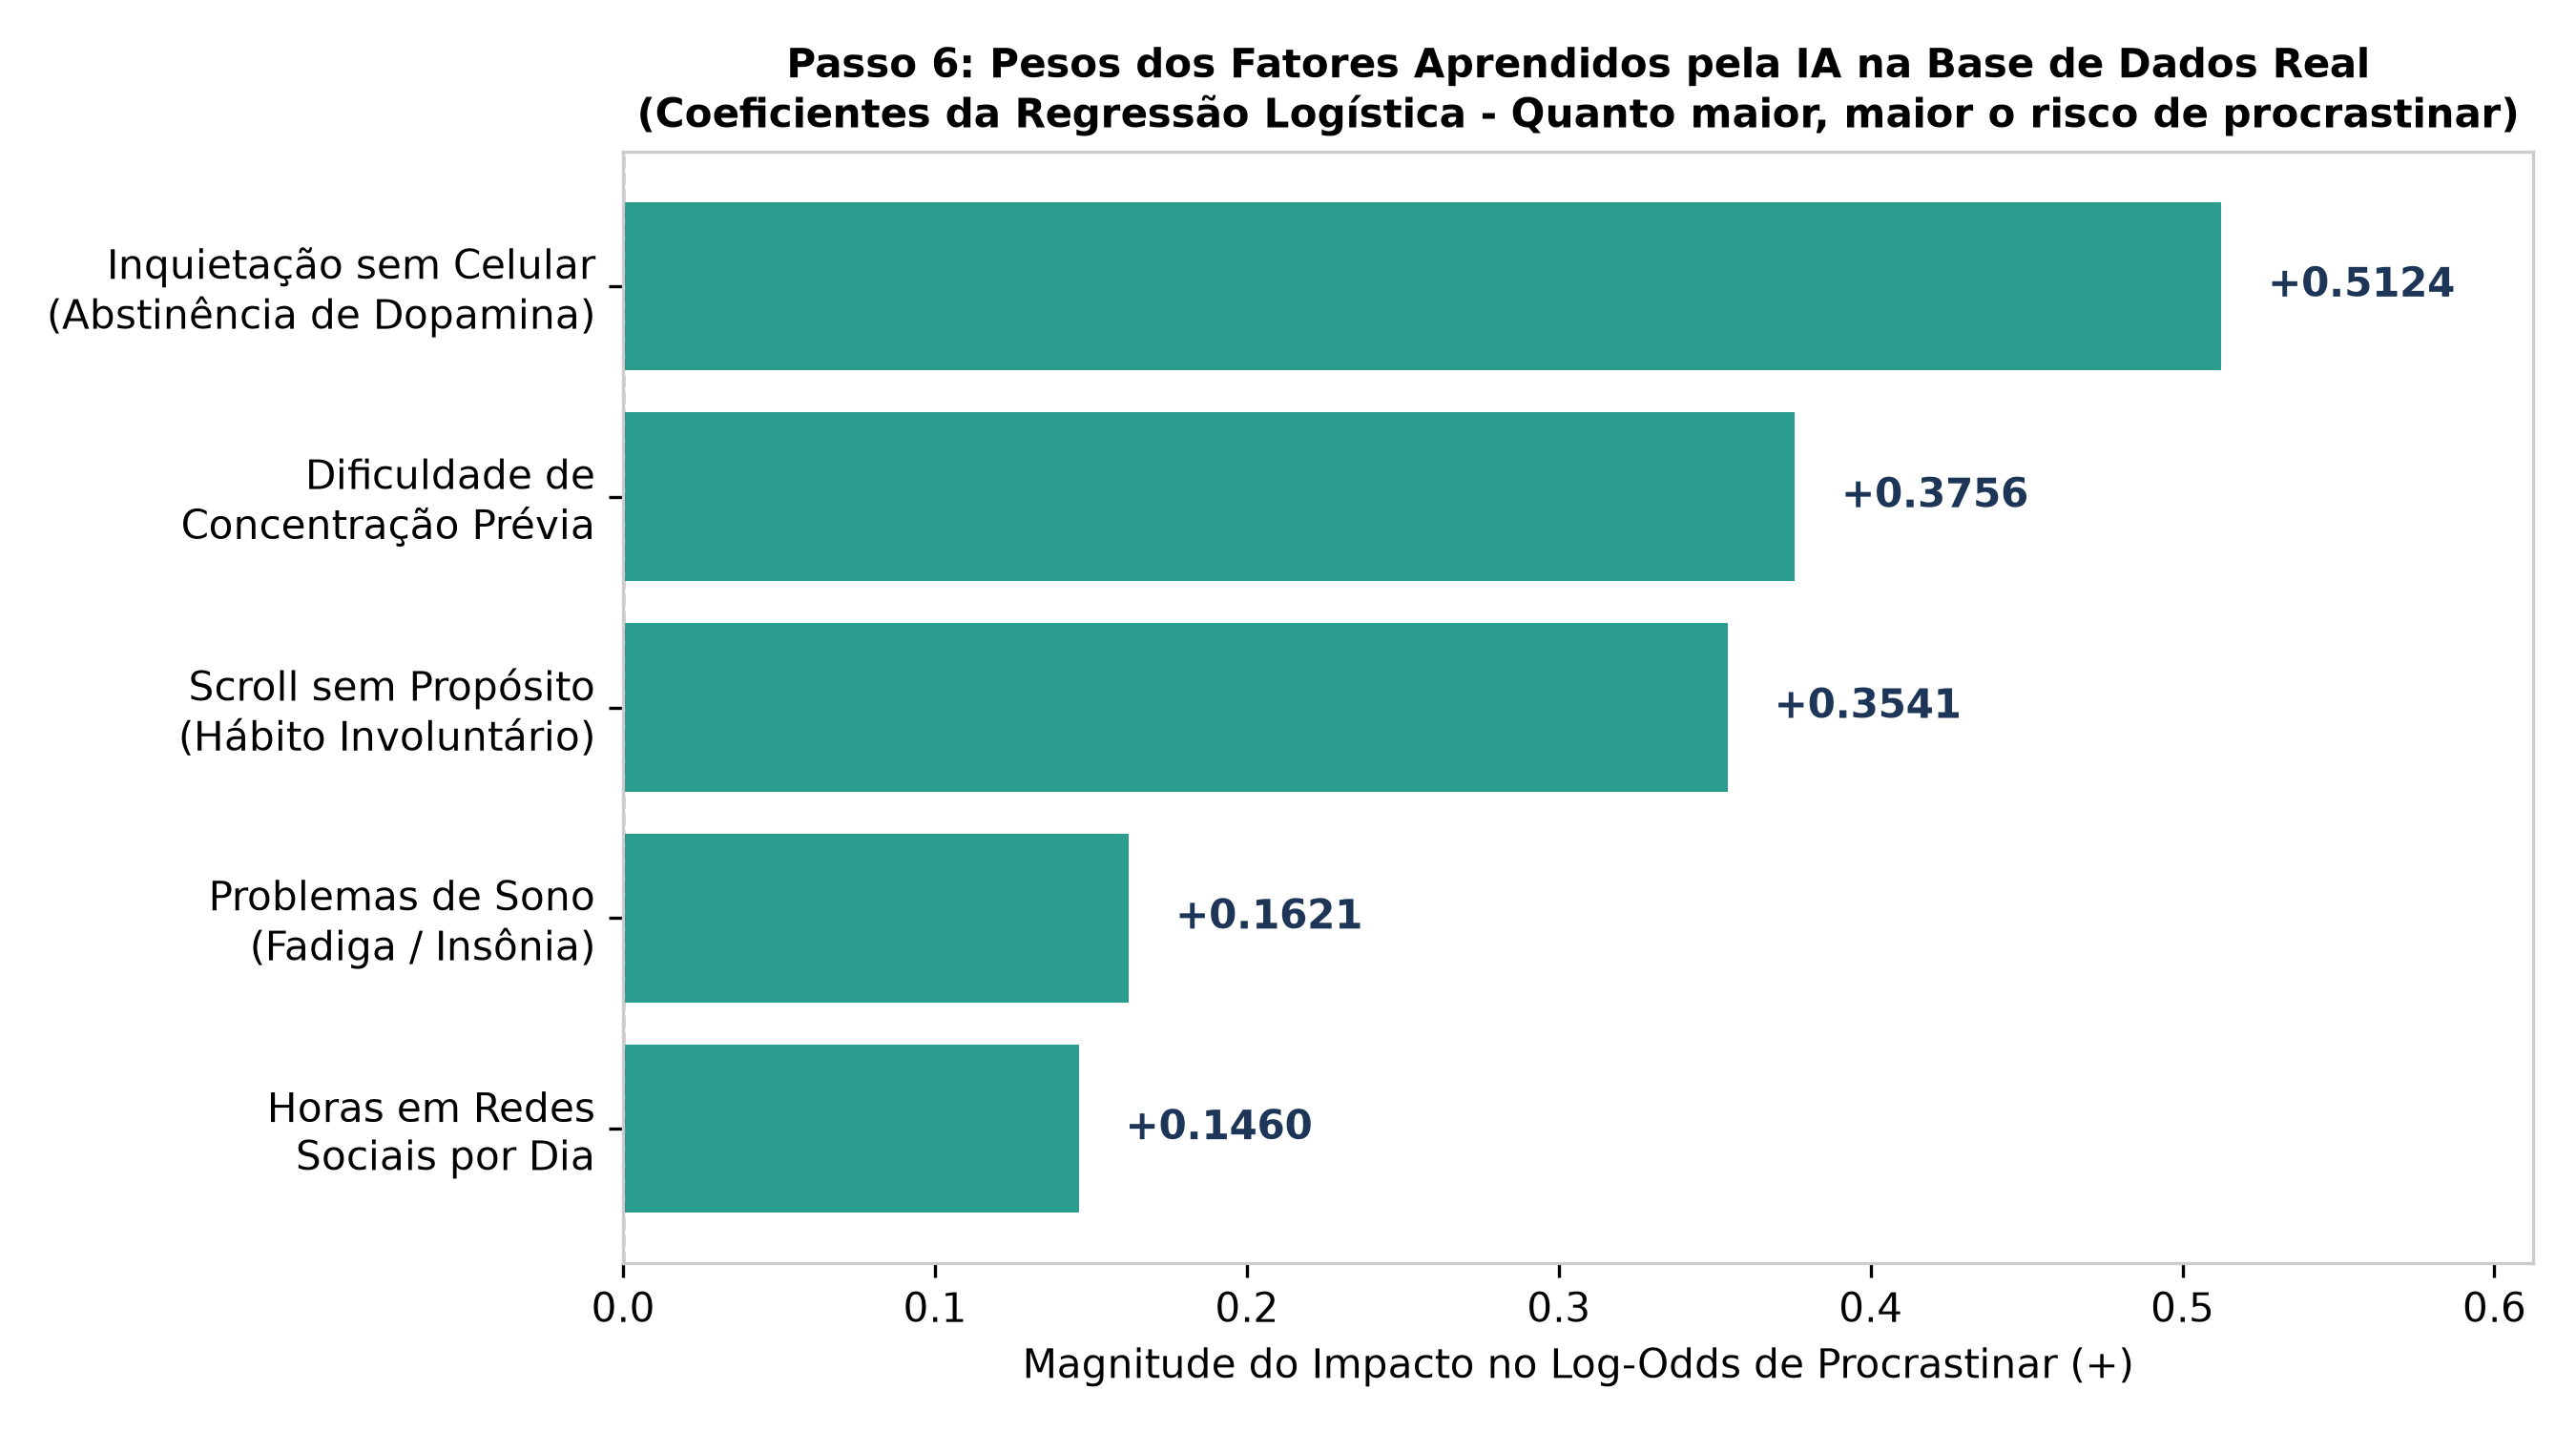 Passo 6: Pesos dos Fatores Aprendidos pela IA na Base de Dados Real
(Coeficientes da Regressão Logística - Quanto maior, maior o risco de procrastinar)
Inquietação sem Celular
(Abstinência de Dopamina)
+0.5124
Dificuldade de
Concentração Prévia
+0.3756
Scroll sem Propósito
(Hábito Involuntário)
+0.3541
Problemas de Sono
(Fadiga / Insônia)
+0.1621
Horas em Redes
Sociais por Dia
+0.1460
0.0 0.1 0.2 0.3 0.4 0.5 0.6
Magnitude do Impacto no Log-Odds de Procrastinar (+)